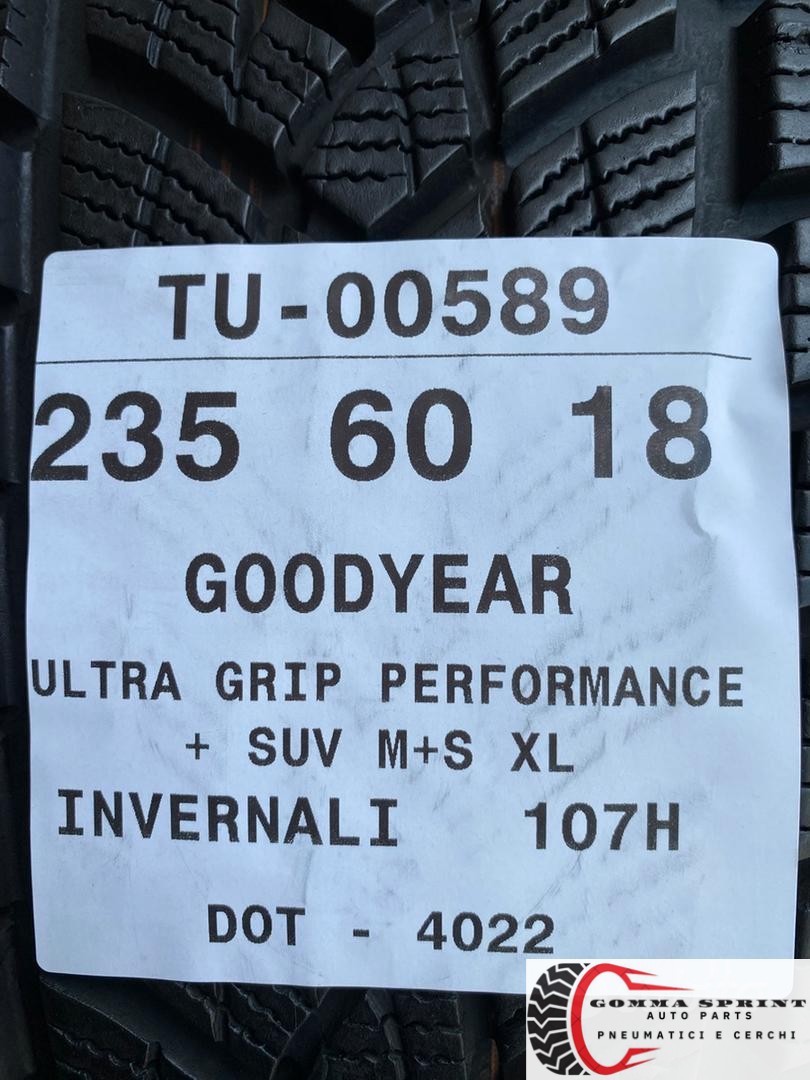 TU-00589
235 60 18
GOODYEAR
ULTRA GRIP PERFORMANCE
+ SUV M+S XL
INVERNALI 107H
DOT - 4022
GOMMA SPRINT
AUTO PARTS
PNEUMATICI E CERCHI